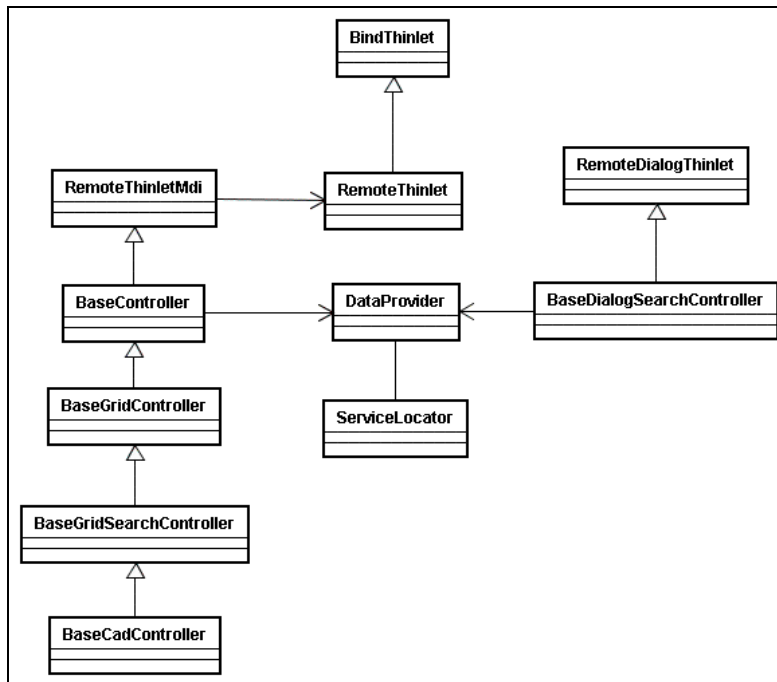 BindThinlet
RemoteDialogThinlet
RemoteThinletMdi
RemoteThinlet
BaseController
DataProvider
BaseDialogSearchController
BaseGridController
ServiceLocator
BaseGridSearchController
BaseCadController